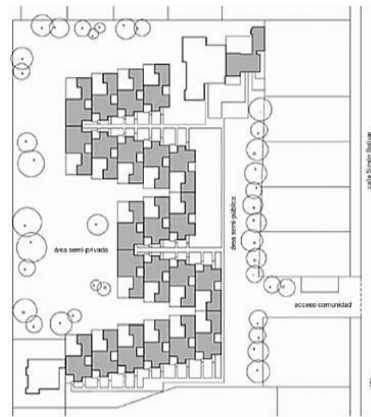 calle Simón Bolívar
área semi-pública
área semi-privada
acceso comunidad